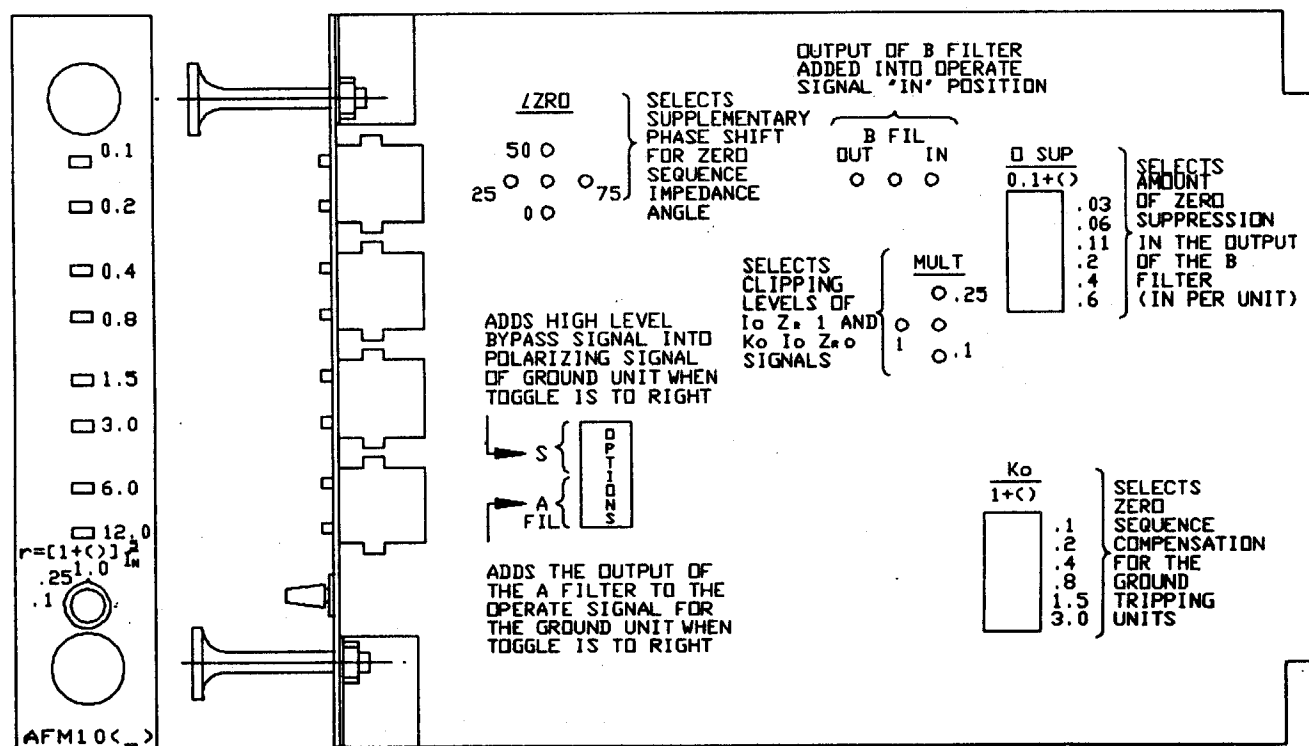 0.1
0.2
0.4
0.8
1.5
3.0
6.0
12.0
r=[1+()]
.25 1.0
.1
AFM10(_)
∠ZRO
50
25
75
0
SELECTS
SUPPLEMENTARY
PHASE SHIFT
FOR ZERO
SEQUENCE
IMPEDANCE
ANGLE
OUTPUT OF B FILTER
ADDED INTO OPERATE
SIGNAL "IN" POSITION
B FIL
OUT IN
O SUP
0.1+()
.03
.06
.11
.2
.4
.6
SELECTS
AMOUNT
OF ZERO
SUPPRESSION
IN THE OUTPUT
OF THE B
FILTER
(IN PER UNIT)
SELECTS
CLIPPING
LEVELS OF
Io ZR 1 AND
Ko Io ZR o
SIGNALS
MULT
.25
1
.1
ADDS HIGH LEVEL
BYPASS SIGNAL INTO
POLARIZING SIGNAL
OF GROUND UNIT WHEN
TOGGLE IS TO RIGHT
S
A
FIL
OPTIONS
ADDS THE OUTPUT OF
THE A FILTER TO THE
OPERATE SIGNAL FOR
THE GROUND UNIT WHEN
TOGGLE IS TO RIGHT
Ko
1+()
.1
.2
.4
.8
1.5
3.0
SELECTS
ZERO
SEQUENCE
COMPENSATION
FOR THE
GROUND
TRIPPING
UNITS